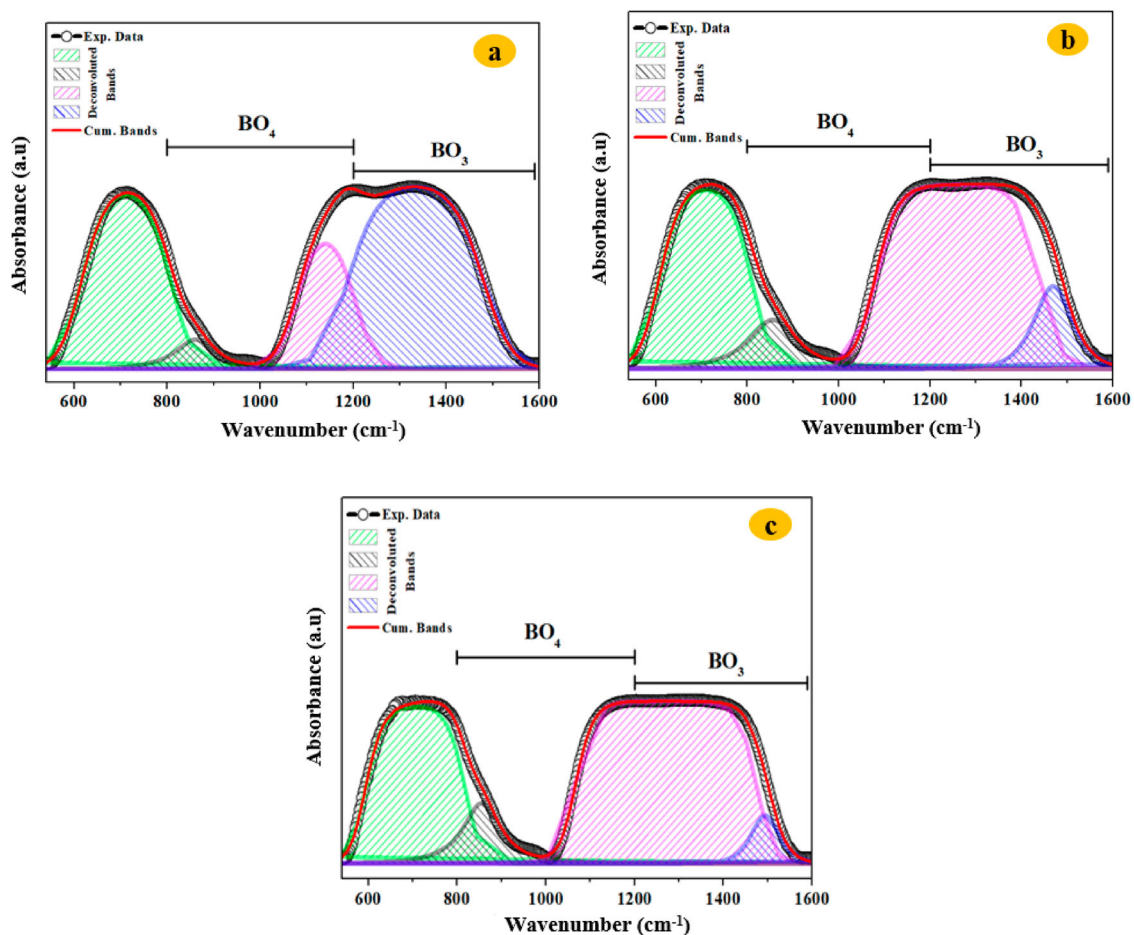 a
Exp. Data
Deconvoluted
Bands
Cum. Bands
BO4
BO3
Absorbance (a.u)
600 800 1000 1200 1400 1600
Wavenumber (cm-1)
b
Exp. Data
Deconvoluted
Bands
Cum. Bands
BO4
BO3
Absorbance (a.u)
600 800 1000 1200 1400 1600
Wavenumber (cm-1)
c
Exp. Data
Deconvoluted
Bands
Cum. Bands
BO4
BO3
Absorbance (a.u)
600 800 1000 1200 1400 1600
Wavenumber (cm-1)